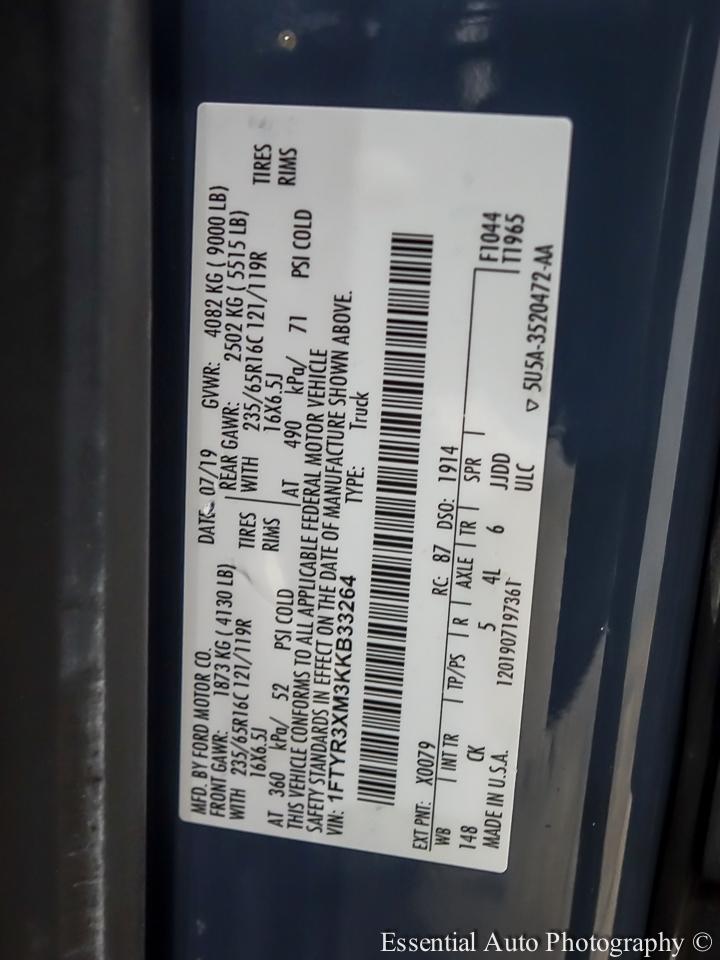 MFD. BY FORD MOTOR CO. DATE: 07/19 GVWR: 4082 KG ( 9000 LB)
FRONT GAWR: 1873 KG ( 4130 LB) REAR GAWR: 2502 KG ( 5515 LB)
WITH 235/65R16C 121/119R TIRES WITH 235/65R16C 121/119R TIRES
16X6.5J RIMS 16X6.5J RIMS
AT 360 kPa/ 52 PSI COLD AT 490 kPa/ 71 PSI COLD
THIS VEHICLE CONFORMS TO ALL APPLICABLE FEDERAL MOTOR VEHICLE
SAFETY STANDARDS IN EFFECT ON THE DATE OF MANUFACTURE SHOWN ABOVE.
VIN: 1FTYR3XM3KKB33264 TYPE: Truck
EXT PNT: X0079 RC: 87 DSO: 1914
WB INT TR TP/PS R AXLE TR SPR F1044
148 CK 5 4L 6 JJDD T1965
MADE IN U.S.A. 1201907197361 ULC
▽ 5U5A-3520472-AA
Essential Auto Photography ©